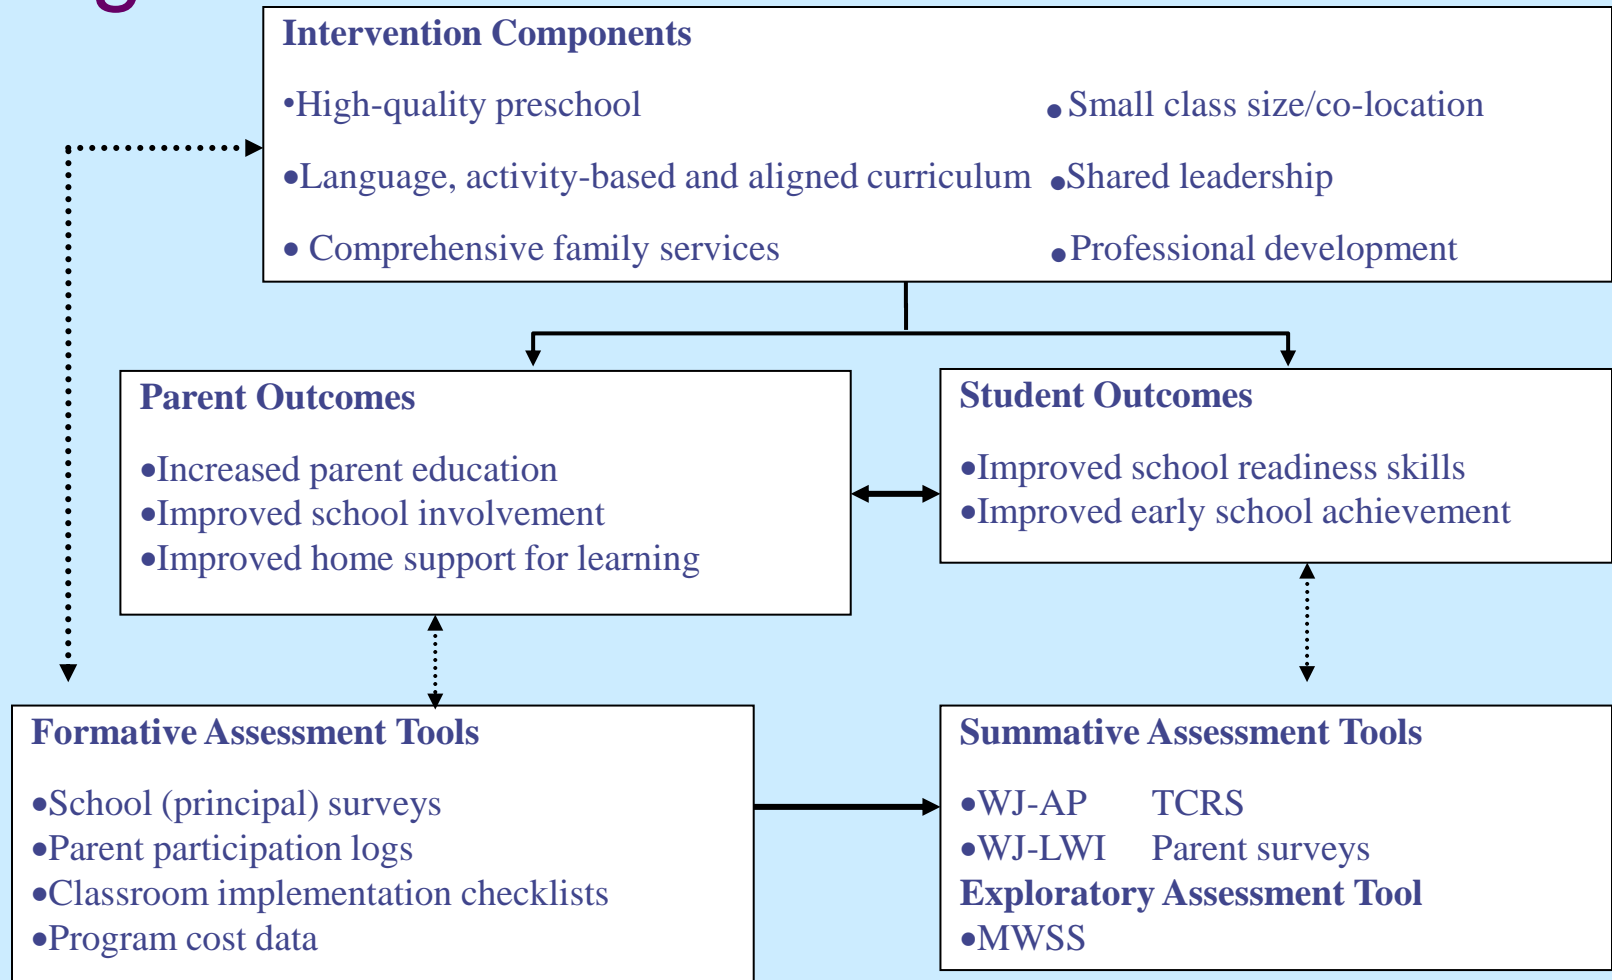 g
Intervention Components
•High-quality preschool
•Small class size/co-location
•Language, activity-based and aligned curriculum
•Shared leadership
• Comprehensive family services
•Professional development
Parent Outcomes
•Increased parent education
•Improved school involvement
•Improved home support for learning
Student Outcomes
•Improved school readiness skills
•Improved early school achievement
Formative Assessment Tools
•School (principal) surveys
•Parent participation logs
•Classroom implementation checklists
•Program cost data
Summative Assessment Tools
•WJ-AP TCRS
•WJ-LWI Parent surveys
Exploratory Assessment Tool
•MWSS